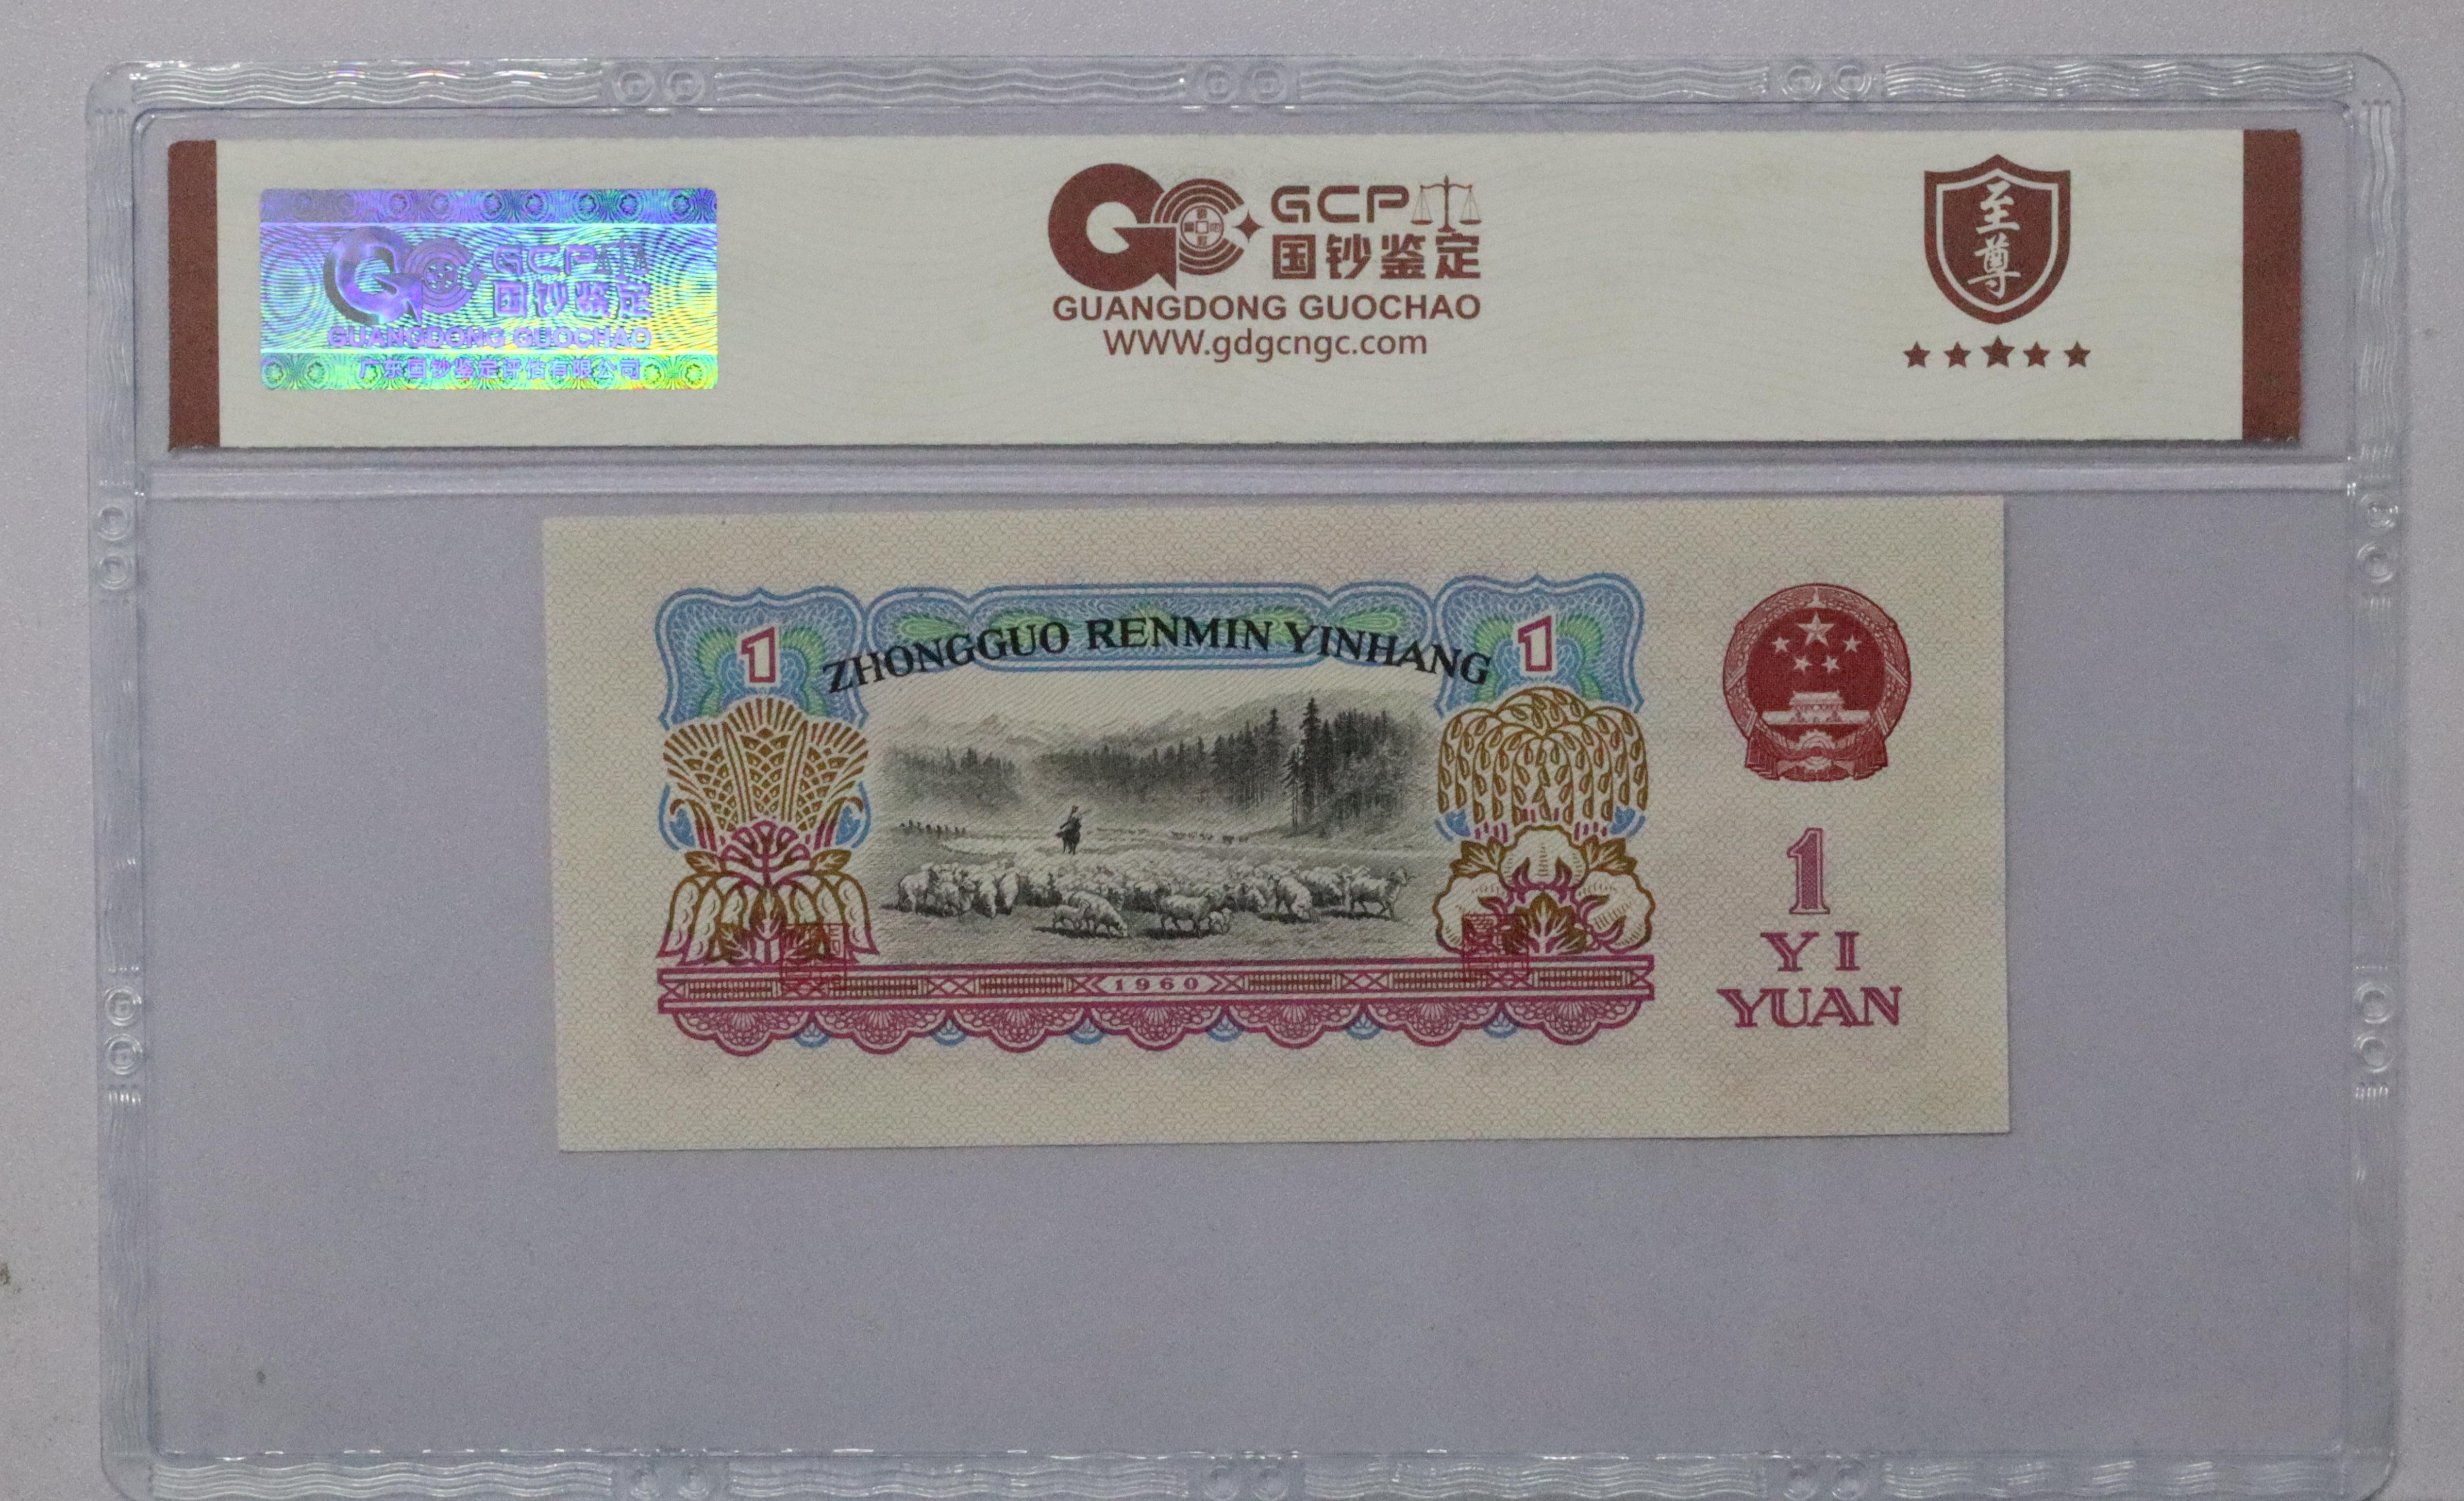 GCP
国钞鉴定
GUANGDONG GUOCHAO
广东国钞鉴定评估有限公司
GCP
国钞鉴定
GUANGDONG GUOCHAO
WWW.gdgcngc.com
至尊
1
ZHONGGUO RENMIN YINHANG
1
1
YI
YUAN
1960